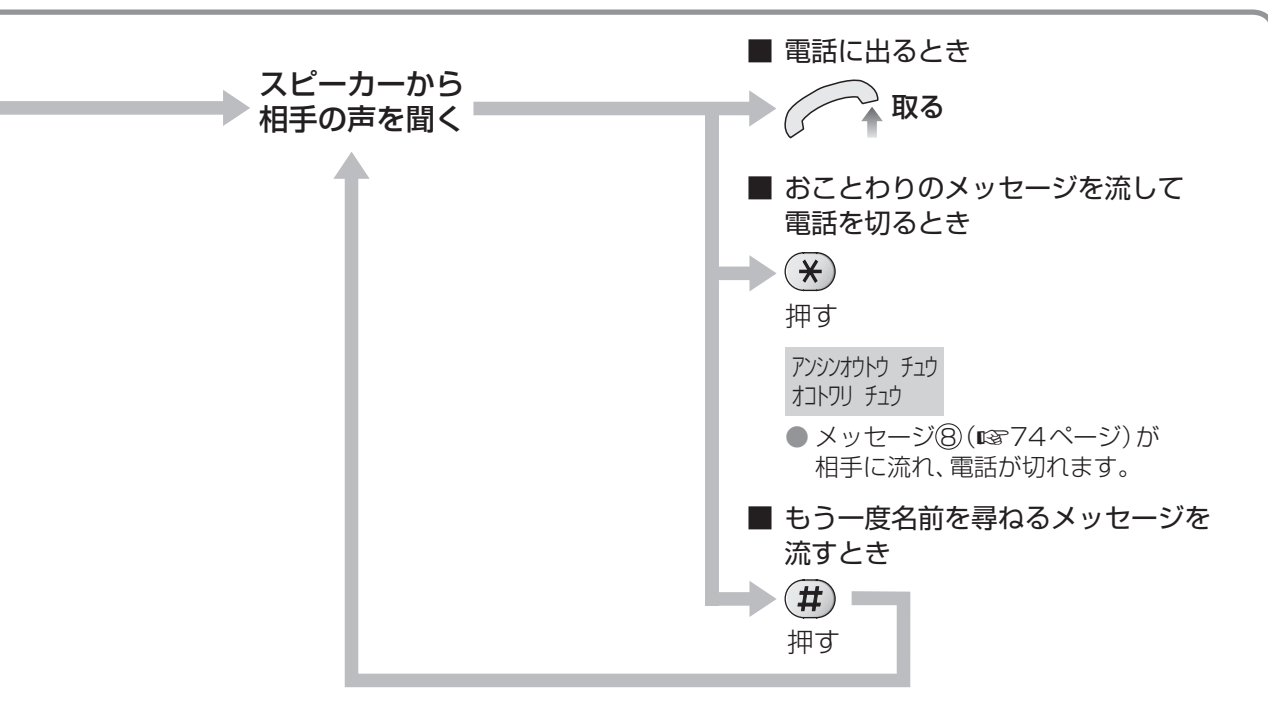 スピーカーから
相手の声を聞く
■ 電話に出るとき
取る
■ おことわりのメッセージを流して
電話を切るとき
＊
押す
ｱﾝｼﾝｵｳﾄｳ ﾁｭｳ
ｵｺﾄﾜﾘ ﾁｭｳ
● メッセージ⑧(☞74ページ)が
相手に流れ、電話が切れます。
■ もう一度名前を尋ねるメッセージを
流すとき
#
押す